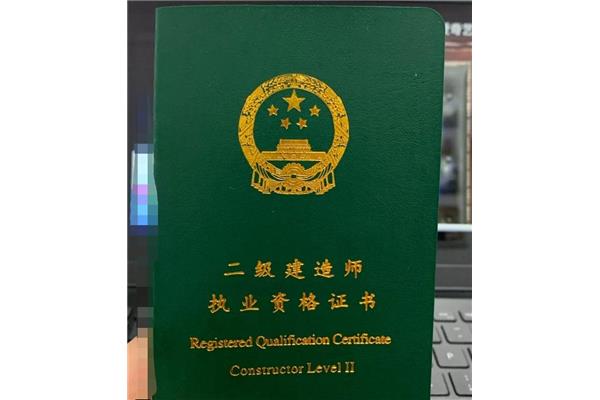 二级建造师
执业资格证书
Registered Qualification Certificate
Constructor Level II